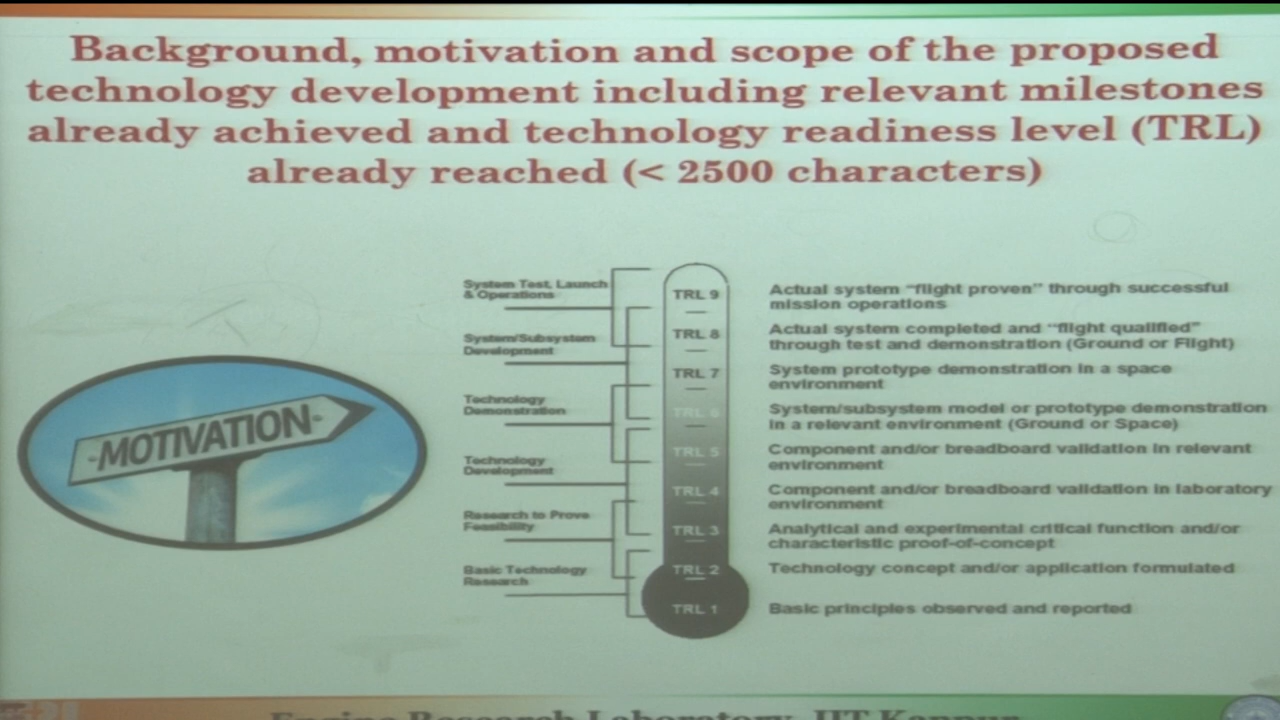 Background, motivation and scope of the proposed
technology development including relevant milestones
already achieved and technology readiness level (TRL)
already reached (< 2500 characters)
-MOTIVATION-
System Test, Launch
& Operations
System/Subsystem
Development
Technology
Demonstration
Technology
Development
Research to Prove
Feasibility
Basic Technology
Research
TRL 9
TRL 8
TRL 7
TRL 6
TRL 5
TRL 4
TRL 3
TRL 2
TRL 1
Actual system “flight proven” through successful
mission operations
Actual system completed and “flight qualified”
through test and demonstration (Ground or Flight)
System prototype demonstration in a space
environment
System/subsystem model or prototype demonstration
in a relevant environment (Ground or Space)
Component and/or breadboard validation in relevant
environment
Component and/or breadboard validation in laboratory
environment
Analytical and experimental critical function and/or
characteristic proof-of-concept
Technology concept and/or application formulated
Basic principles observed and reported
Engine Research Laboratory, IIT Kanpur